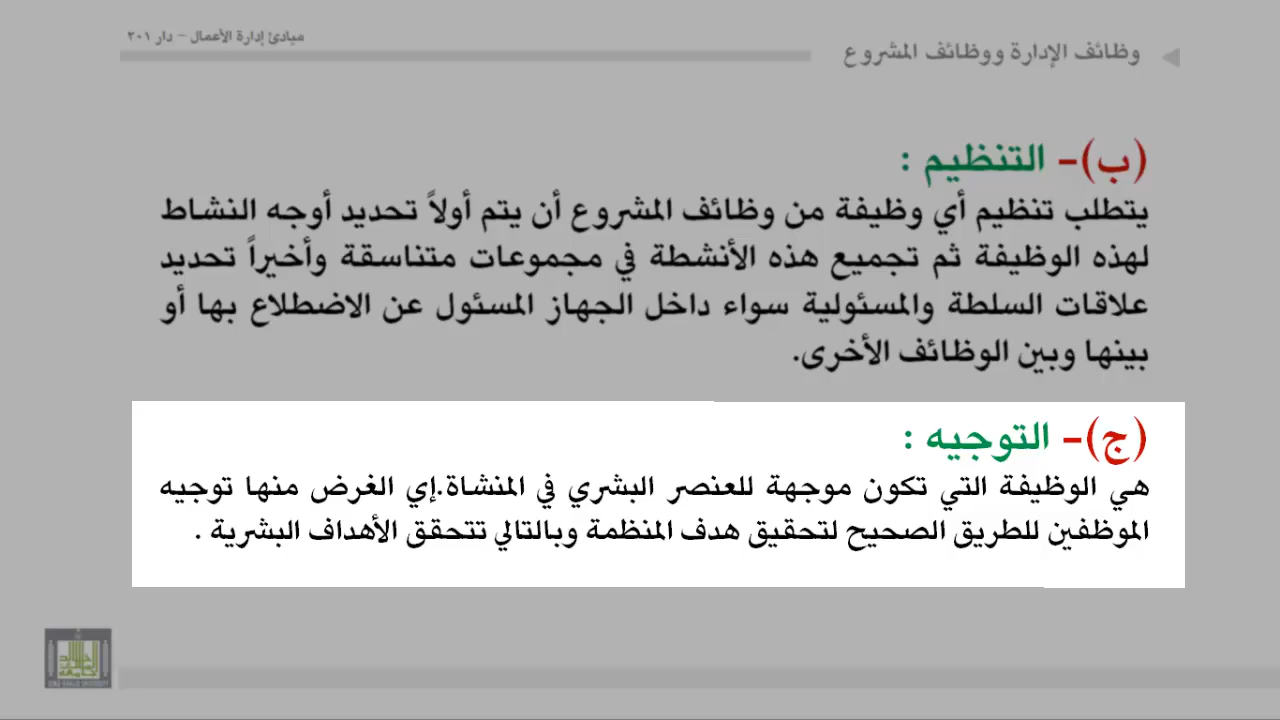 مبادئ إدارة الأعمال – دار ٢٠١
وظائف الإدارة ووظائف المشروع
(ب)- التنظيم :
يتطلب تنظيم أي وظيفة من وظائف المشروع أن يتم أولاً تحديد أوجه النشاط
لهذه الوظيفة ثم تجميع هذه الأنشطة في مجموعات متناسقة وأخيراً تحديد
علاقات السلطة والمسئولية سواء داخل الجهاز المسئول عن الاضطلاع بها أو
بينها وبين الوظائف الأخرى.
(ج)- التوجيه :
هي الوظيفة التي تكون موجهة للعنصر البشري في المنشاة.إي الغرض منها توجيه
الموظفين للطريق الصحيح لتحقيق هدف المنظمة وبالتالي تتحقق الأهداف البشرية .